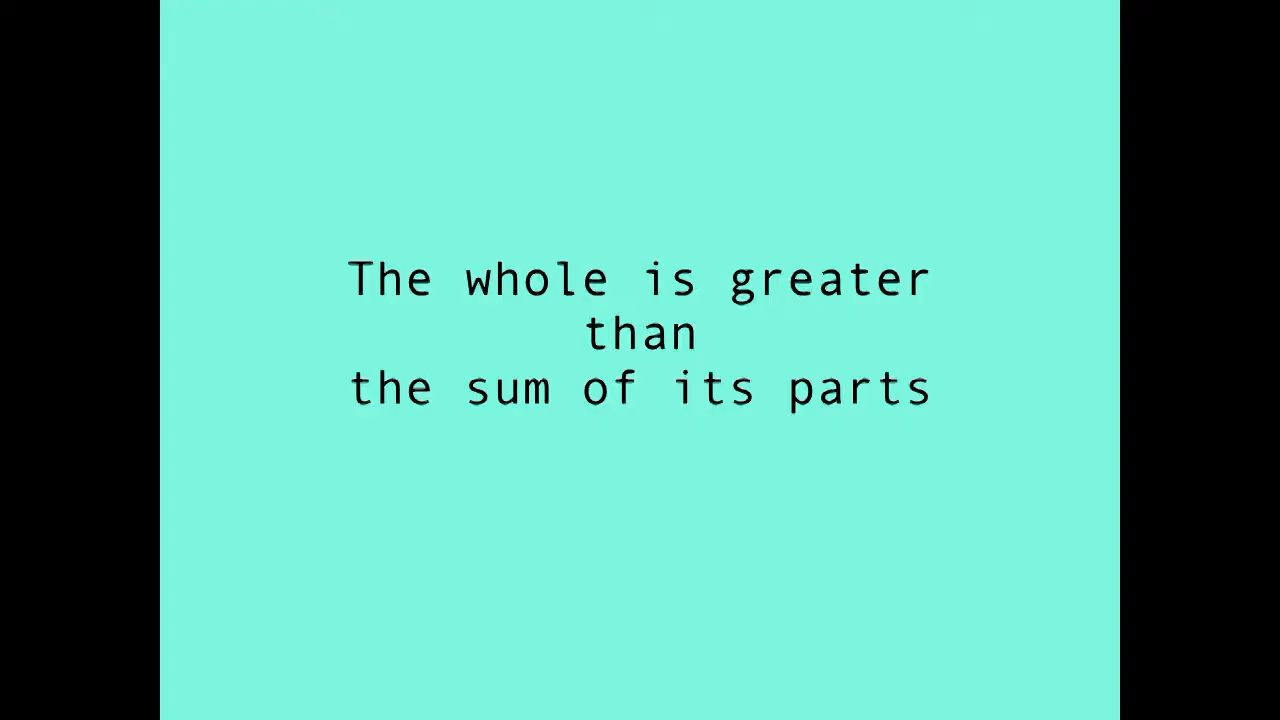 The whole is greater
than
the sum of its parts